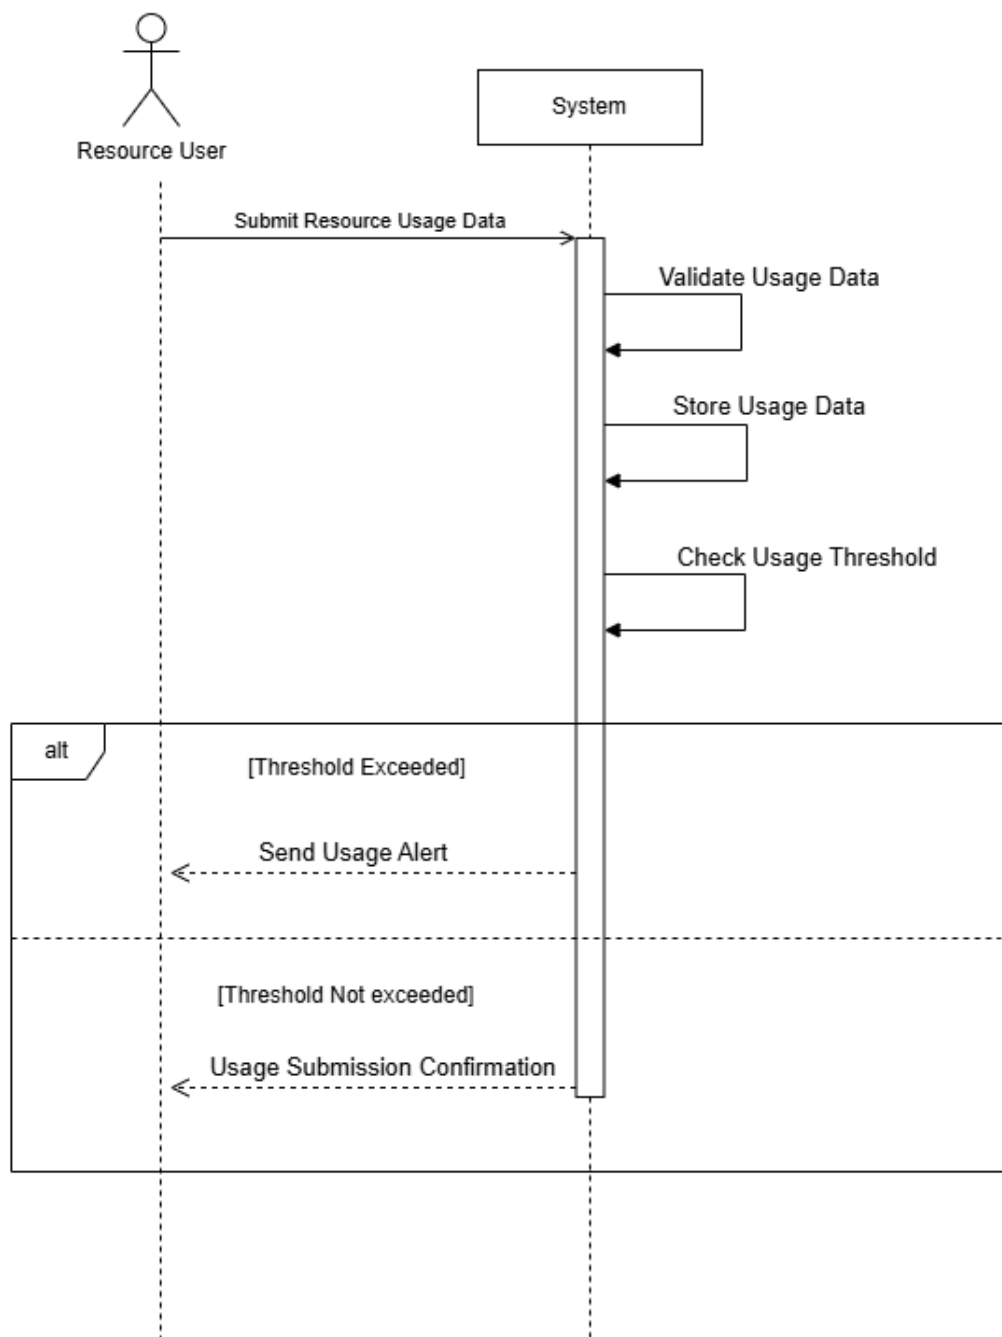 Resource User
System
Submit Resource Usage Data
Validate Usage Data
Store Usage Data
Check Usage Threshold
alt
[Threshold Exceeded]
Send Usage Alert
[Threshold Not exceeded]
Usage Submission Confirmation